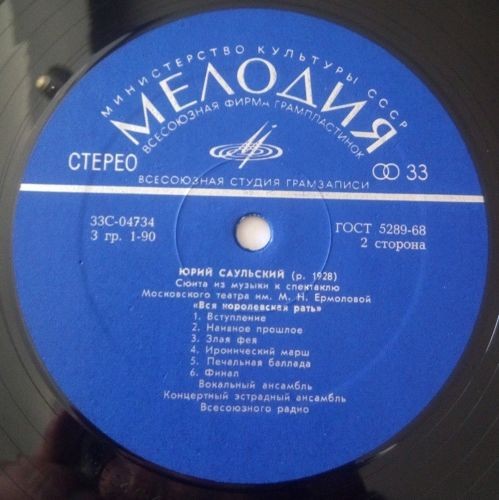 МИНИСТЕРСТВО КУЛЬТУРЫ СССР
МЕЛОДИЯ
ВСЕСОЮЗНАЯ ФИРМА ГРАМПЛАСТИНОК
СТЕРЕО
33
ВСЕСОЮЗНАЯ СТУДИЯ ГРАМЗАПИСИ
33С-04734
ГОСТ 5289-68
3 гр. 1-90
2 сторона
ЮРИЙ САУЛЬСКИЙ (р. 1928)
Сюита из музыки к спектаклю
Московского театра им. М. Н. Ермоловой
«Вся королевская рать»
1. Вступление
2. Наивное прошлое
3. Злая фея
4. Иронический марш
5. Печальная баллада
6. Финал
Вокальный ансамбль
Концертный эстрадный ансамбль
Всесоюзного радио